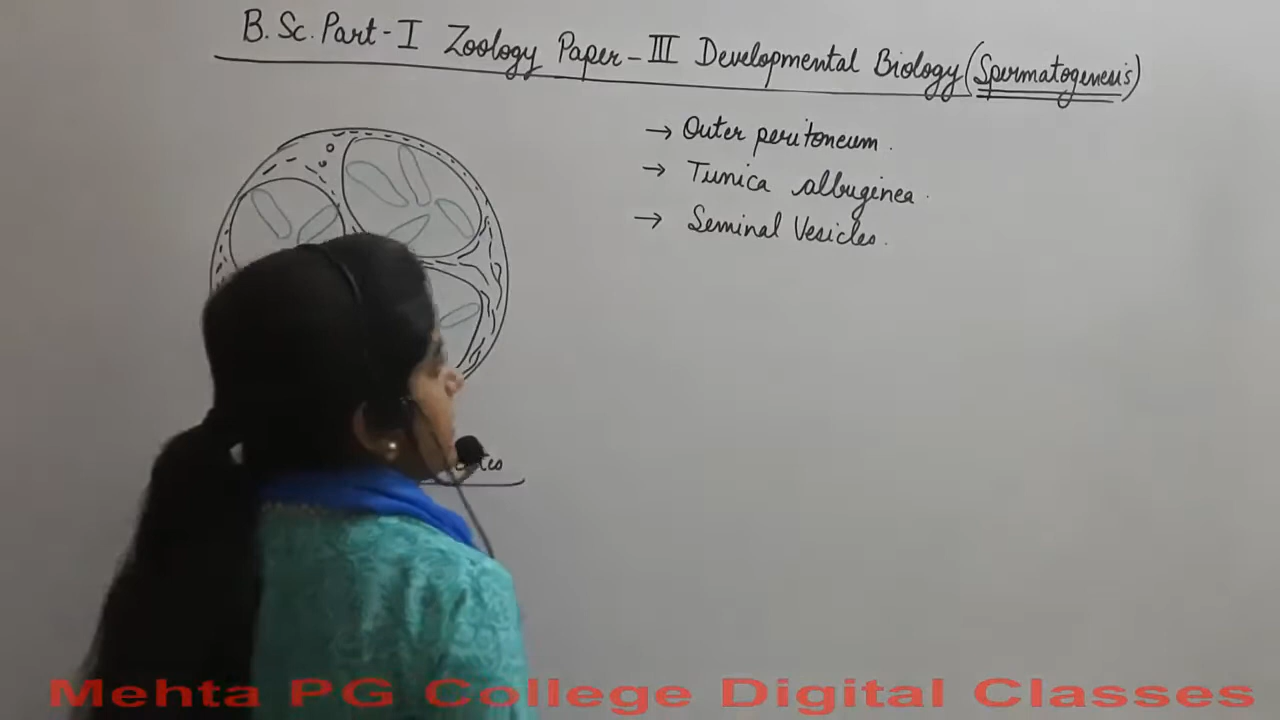 B. Sc. Part - I Zoology Paper - III Developmental Biology (Spermatogenesis)
→ Outer peritoneum.
→ Tunica albuginea.
→ Seminal Vesicles.
Mehta PG College Digital Classes